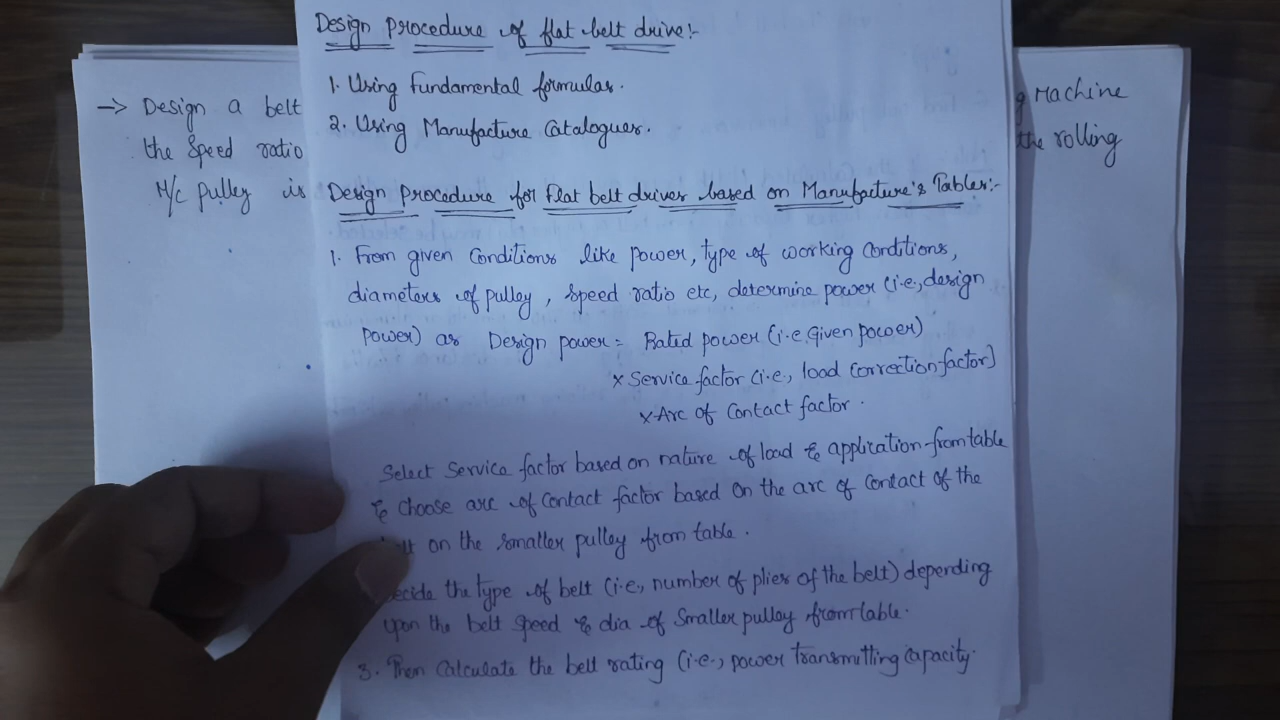 Design procedure of flat belt drive:-
1. Using Fundamental formulas.
2. Using Manufacture Catalogues.
Design procedure for Flat belt drives based on Manufacture's Tables:-
1. From given Conditions like power, type of working Conditions,
diameters of pulley, speed ratio etc, determine power (i.e, design
power) as Design power = Rated power (i.e. Given power)
x Service factor (i.e., load Correction factor)
x Arc of Contact factor.
Select Service factor based on nature of load & application from table
& choose arc of Contact factor based on the arc of contact of the
on the smaller pulley from table.
the type of belt (i.e., number of plies of the belt) depending
upon the belt speed & dia of Smaller pulley from table.
3. Then Calculate the belt rating (i.e., power transmitting capacity.
-> Design a belt
the Speed ratio
M/c pulley is
Machine
the rolling